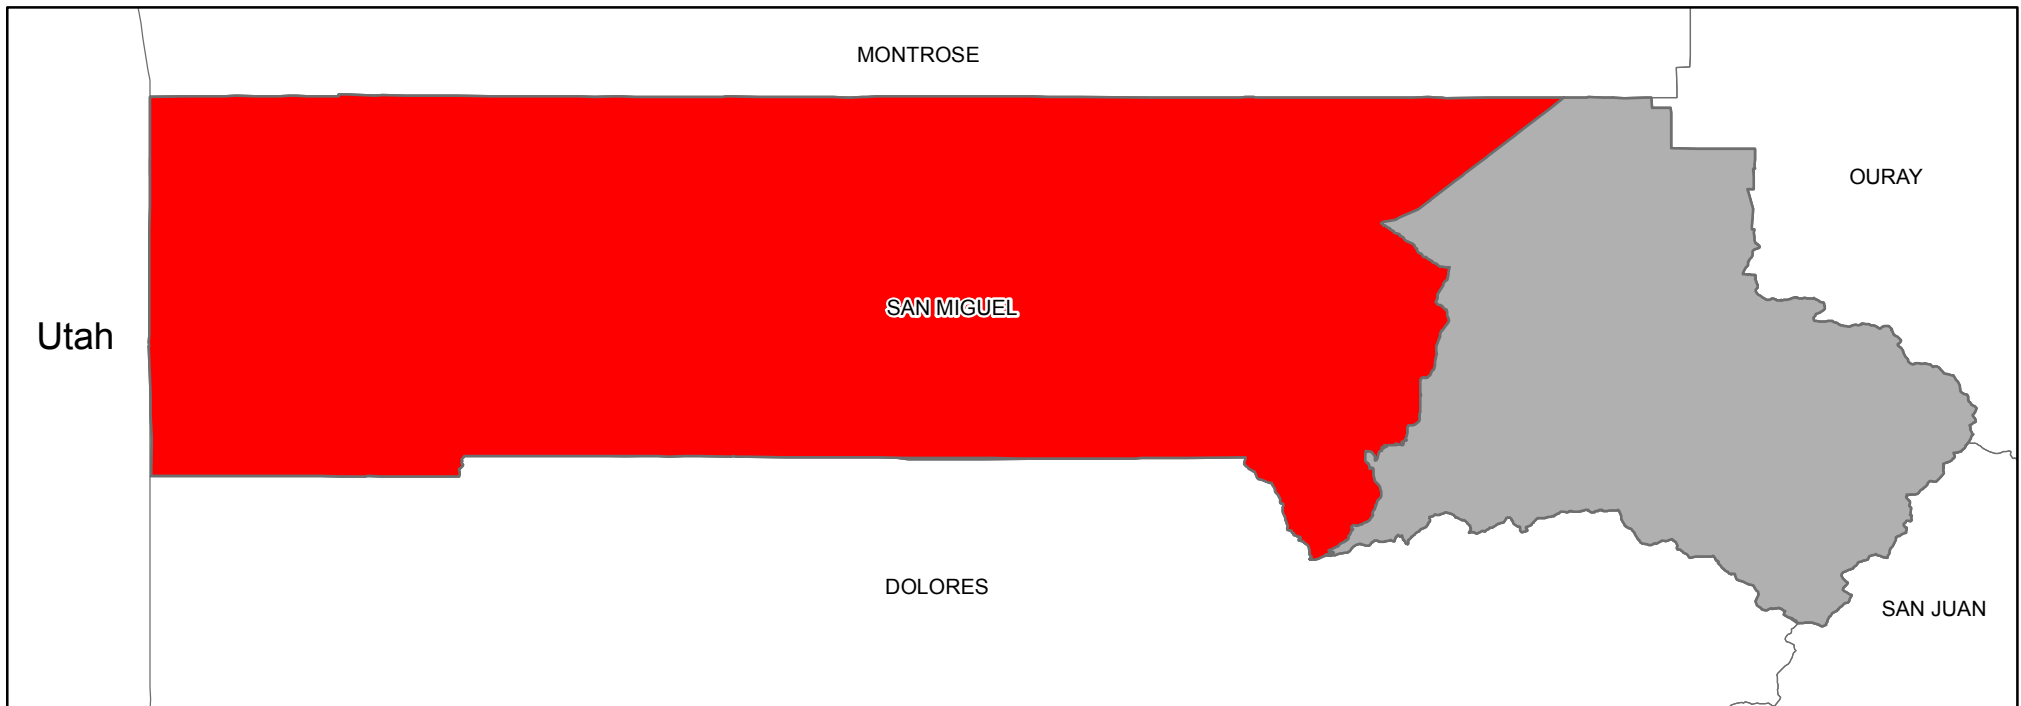 MONTROSE
OURAY
SAN MIGUEL
Utah
DOLORES
SAN JUAN